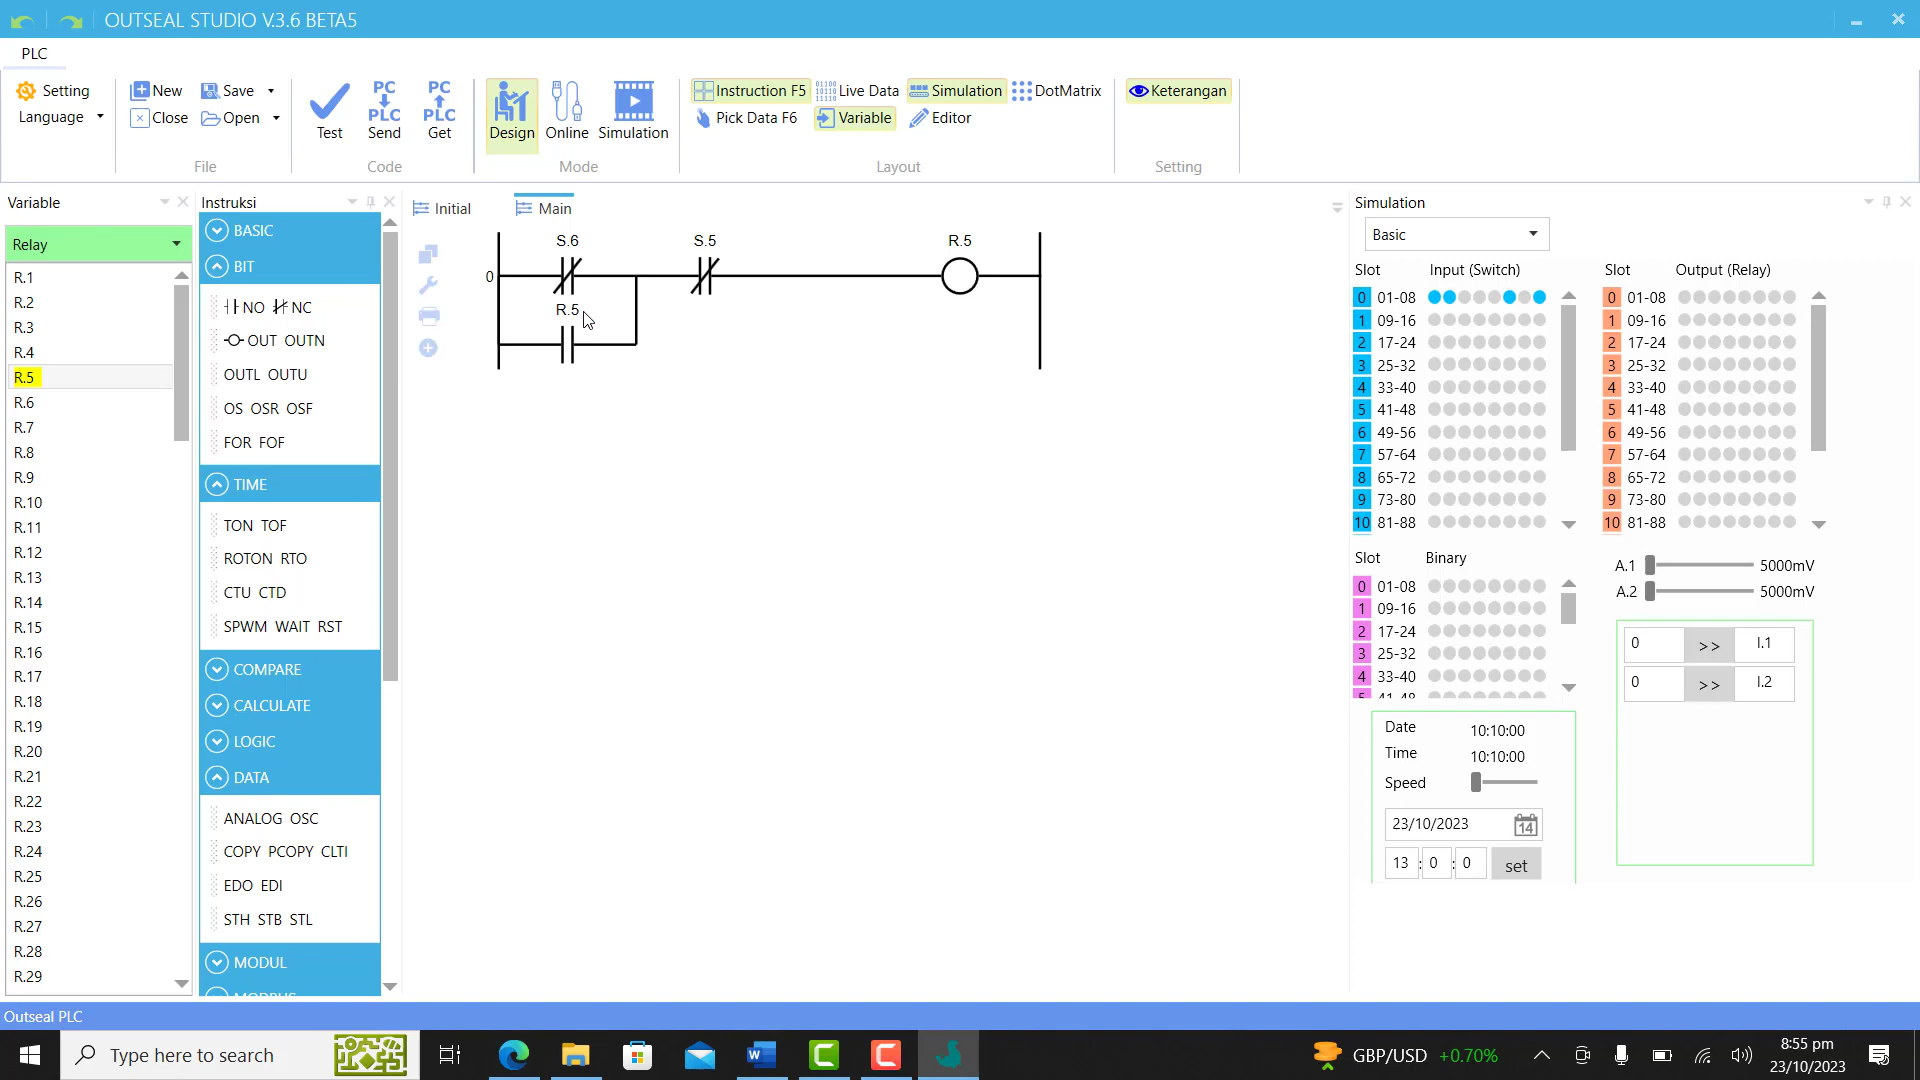 OUTSEAL STUDIO V.3.6 BETA5
PLC
Setting
Language
New
Save
Close
Open
File
Test
PC
PLC
Send
PC
PLC
Get
Code
Design
Online
Simulation
Mode
Instruction F5
Live Data
Simulation
DotMatrix
Pick Data F6
Variable
Editor
Layout
Keterangan
Setting
Variable
Relay
R.1
R.2
R.3
R.4
R.5
R.6
R.7
R.8
R.9
R.10
R.11
R.12
R.13
R.14
R.15
R.16
R.17
R.18
R.19
R.20
R.21
R.22
R.23
R.24
R.25
R.26
R.27
R.28
R.29
Instruksi
BASIC
BIT
NO NC
OUT OUTN
OUTL OUTU
OS OSR OSF
FOR FOF
TIME
TON TOF
ROTON RTO
CTU CTD
SPWM WAIT RST
COMPARE
CALCULATE
LOGIC
DATA
ANALOG OSC
COPY PCOPY CLTI
EDO EDI
STH STB STL
MODUL
MODBUS
Initial
Main
S.6 S.5 R.5
0
R.5
Simulation
Basic
Slot Input (Switch)
0 01-08
1 09-16
2 17-24
3 25-32
4 33-40
5 41-48
6 49-56
7 57-64
8 65-72
9 73-80
10 81-88
Slot Output (Relay)
0 01-08
1 09-16
2 17-24
3 25-32
4 33-40
5 41-48
6 49-56
7 57-64
8 65-72
9 73-80
10 81-88
Slot Binary
0 01-08
1 09-16
2 17-24
3 25-32
4 33-40
5 41-48
A.1 5000mV
A.2 5000mV
0 >> I.1
0 >> I.2
Date 10:10:00
Time 10:10:00
Speed
23/10/2023 14
13 : 0 : 0 set
Outseal PLC
Type here to search
GBP/USD +0.70%
8:55 pm
23/10/2023